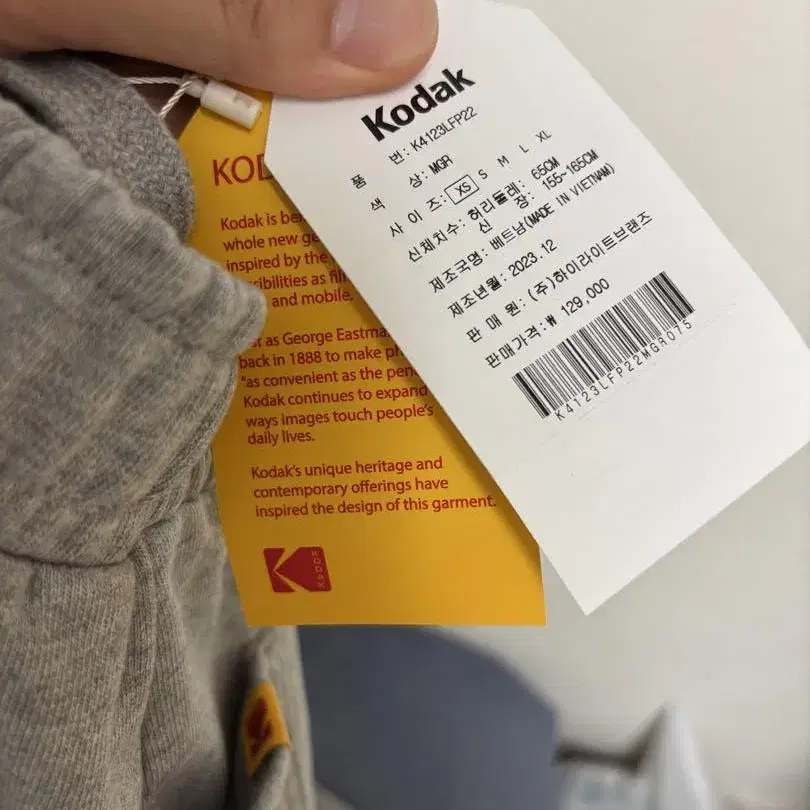 Kodak
품 번: K4123LFP22
색 상: MGR
사 이 즈: XS S M L XL
신체치수: 허리둘레: 65CM
신 장: 155~165CM
제조국명: 베트남(MADE IN VIETNAM)
제조년월: 2023.12
판 매 원: (주)하이라이트브랜즈
판매가격: ₩ 129,000
K4123LFP22MGR075
KOD
Kodak is
whole new
inspired by the
as
and mobile.
as George
back in 1888 to make
"as convenient as the
Kodak continues to expand
ways images touch people's
daily lives.
Kodak's unique heritage and
contemporary offerings have
inspired the design of this garment.
KODAK